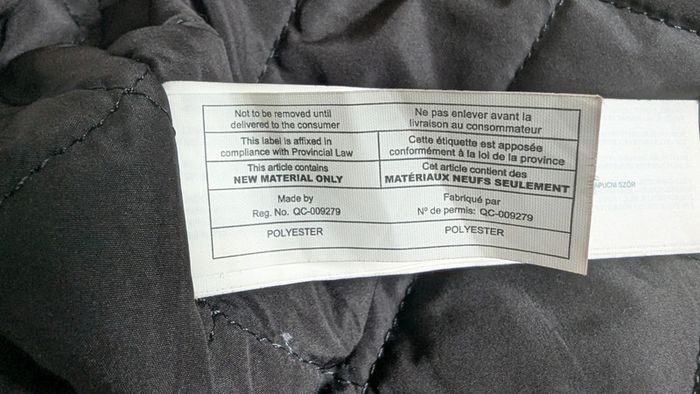 Not to be removed until
delivered to the consumer
Ne pas enlever avant la
livraison au consommateur
This label is affixed in
compliance with Provincial Law
Cette étiquette est apposée
conformément à la loi de la province
This article contains
NEW MATERIAL ONLY
Cet article contient des
MATÉRIAUX NEUFS SEULEMENT
Made by
Reg. No. QC-009279
Fabriqué par
N° de permis: QC-009279
POLYESTER
POLYESTER
APUCNI SZŐR